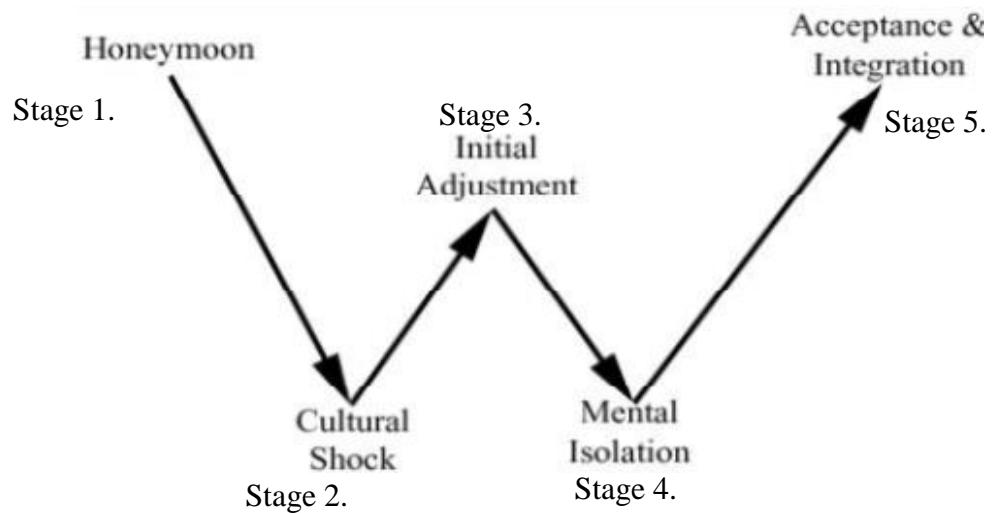 Honeymoon
Stage 1.
Cultural
Shock
Stage 2.
Stage 3.
Initial
Adjustment
Mental
Isolation
Stage 4.
Acceptance &
Integration
Stage 5.